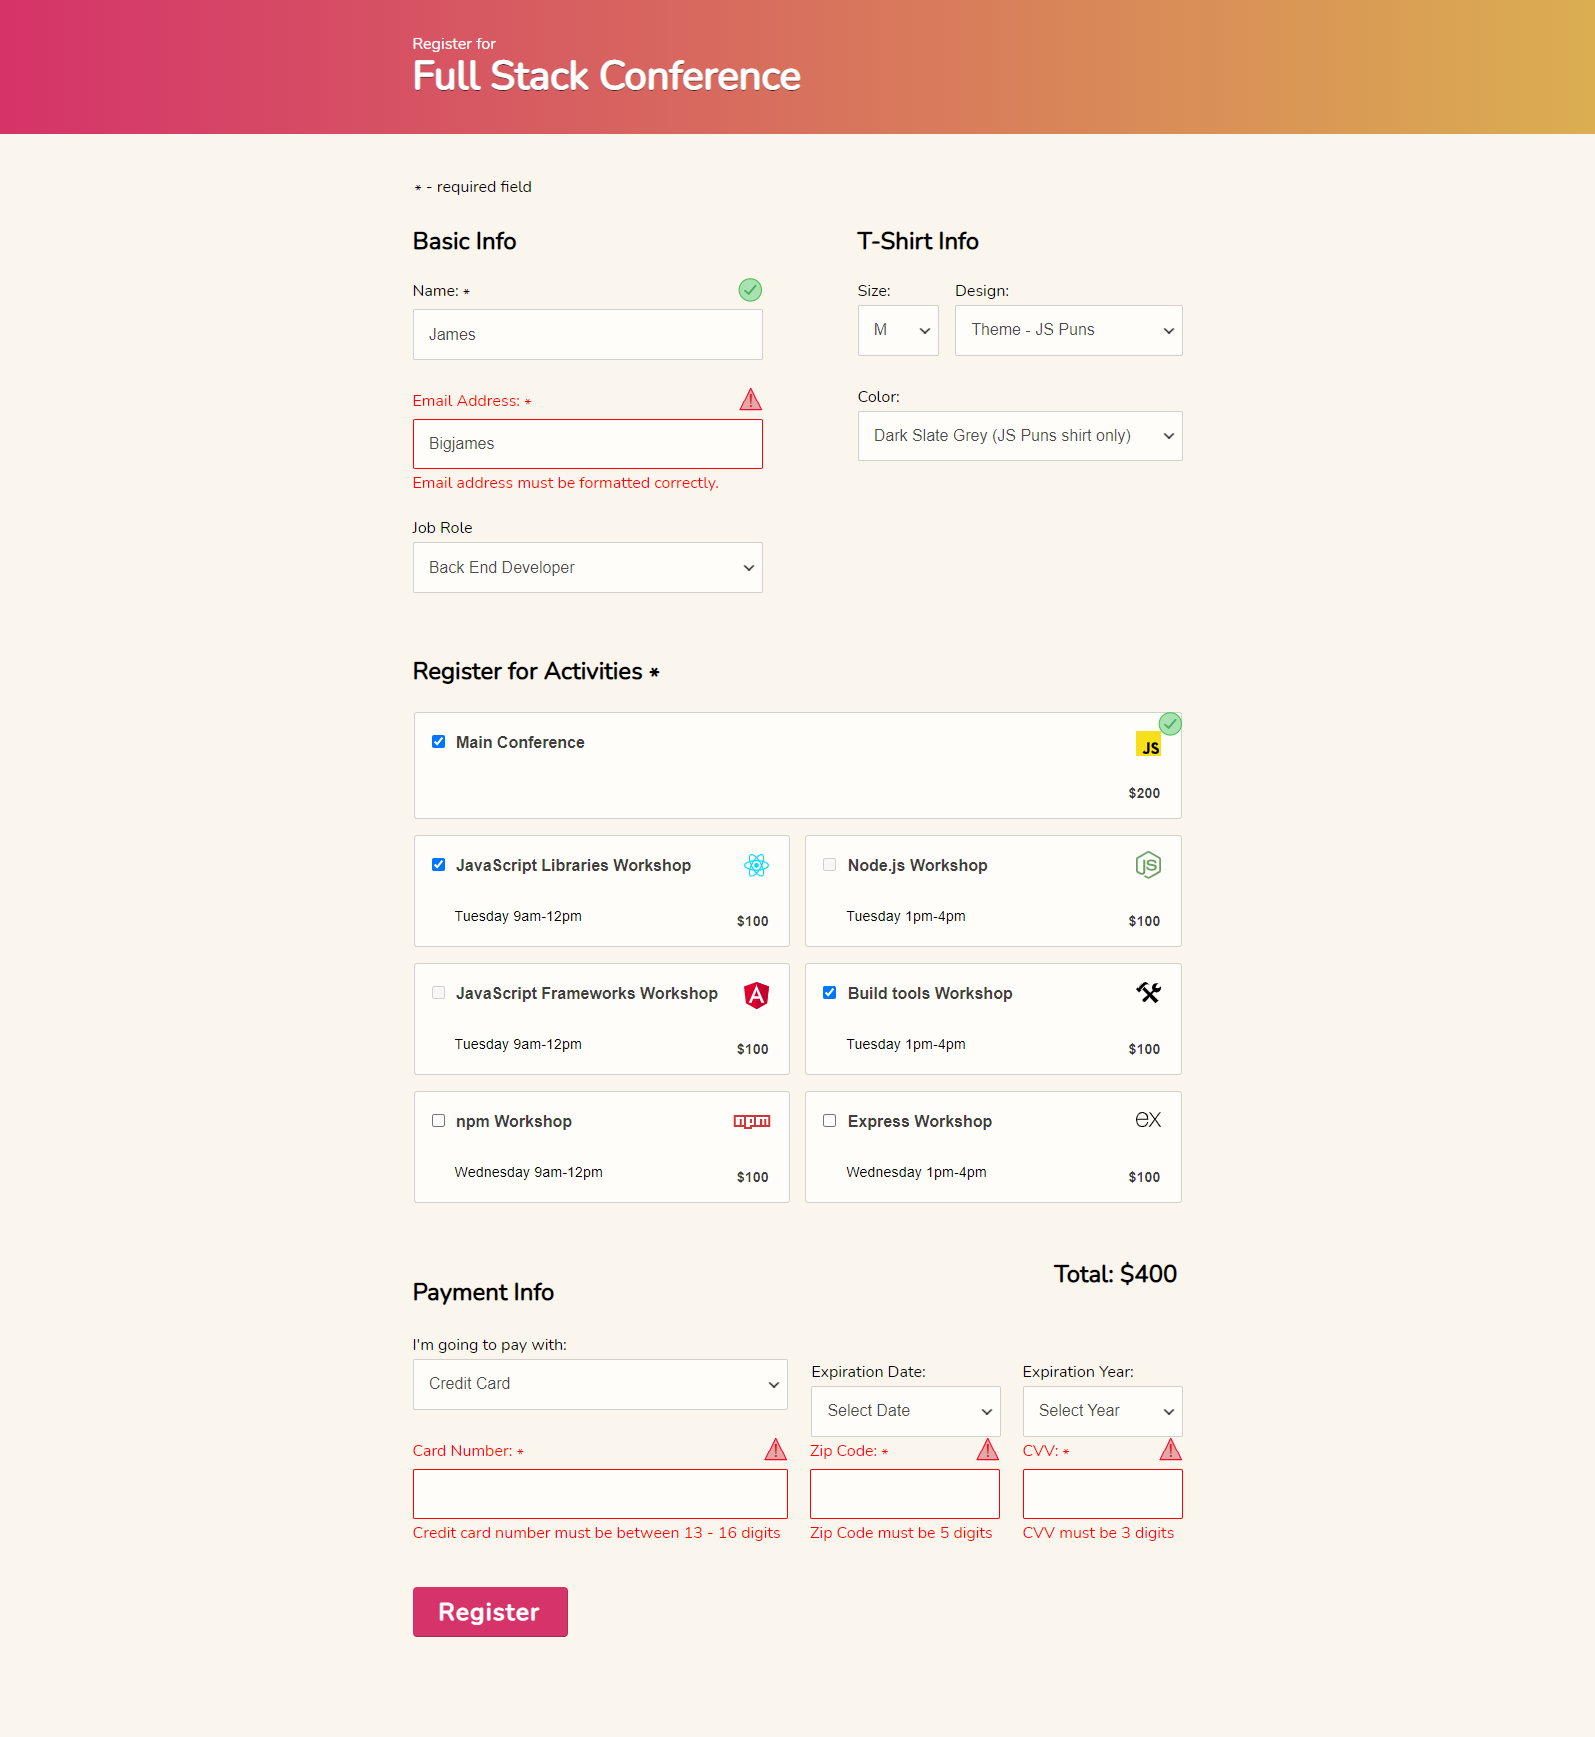 Register for
Full Stack Conference
* - required field
Basic Info
Name: *
James
Email Address: *
Bigjames
Email address must be formatted correctly.
Job Role
Back End Developer
T-Shirt Info
Size:
M
Design:
Theme - JS Puns
Color:
Dark Slate Grey (JS Puns shirt only)
Register for Activities *
Main Conference
JS
$200
JavaScript Libraries Workshop
Tuesday 9am-12pm
$100
Node.js Workshop
JS
Tuesday 1pm-4pm
$100
JavaScript Frameworks Workshop
A
Tuesday 9am-12pm
$100
Build tools Workshop
Tuesday 1pm-4pm
$100
npm Workshop
npm
Wednesday 9am-12pm
$100
Express Workshop
ex
Wednesday 1pm-4pm
$100
Total: $400
Payment Info
I'm going to pay with:
Credit Card
Expiration Date:
Select Date
Expiration Year:
Select Year
Card Number: *
Credit card number must be between 13 - 16 digits
Zip Code: *
Zip Code must be 5 digits
CVV: *
CVV must be 3 digits
Register